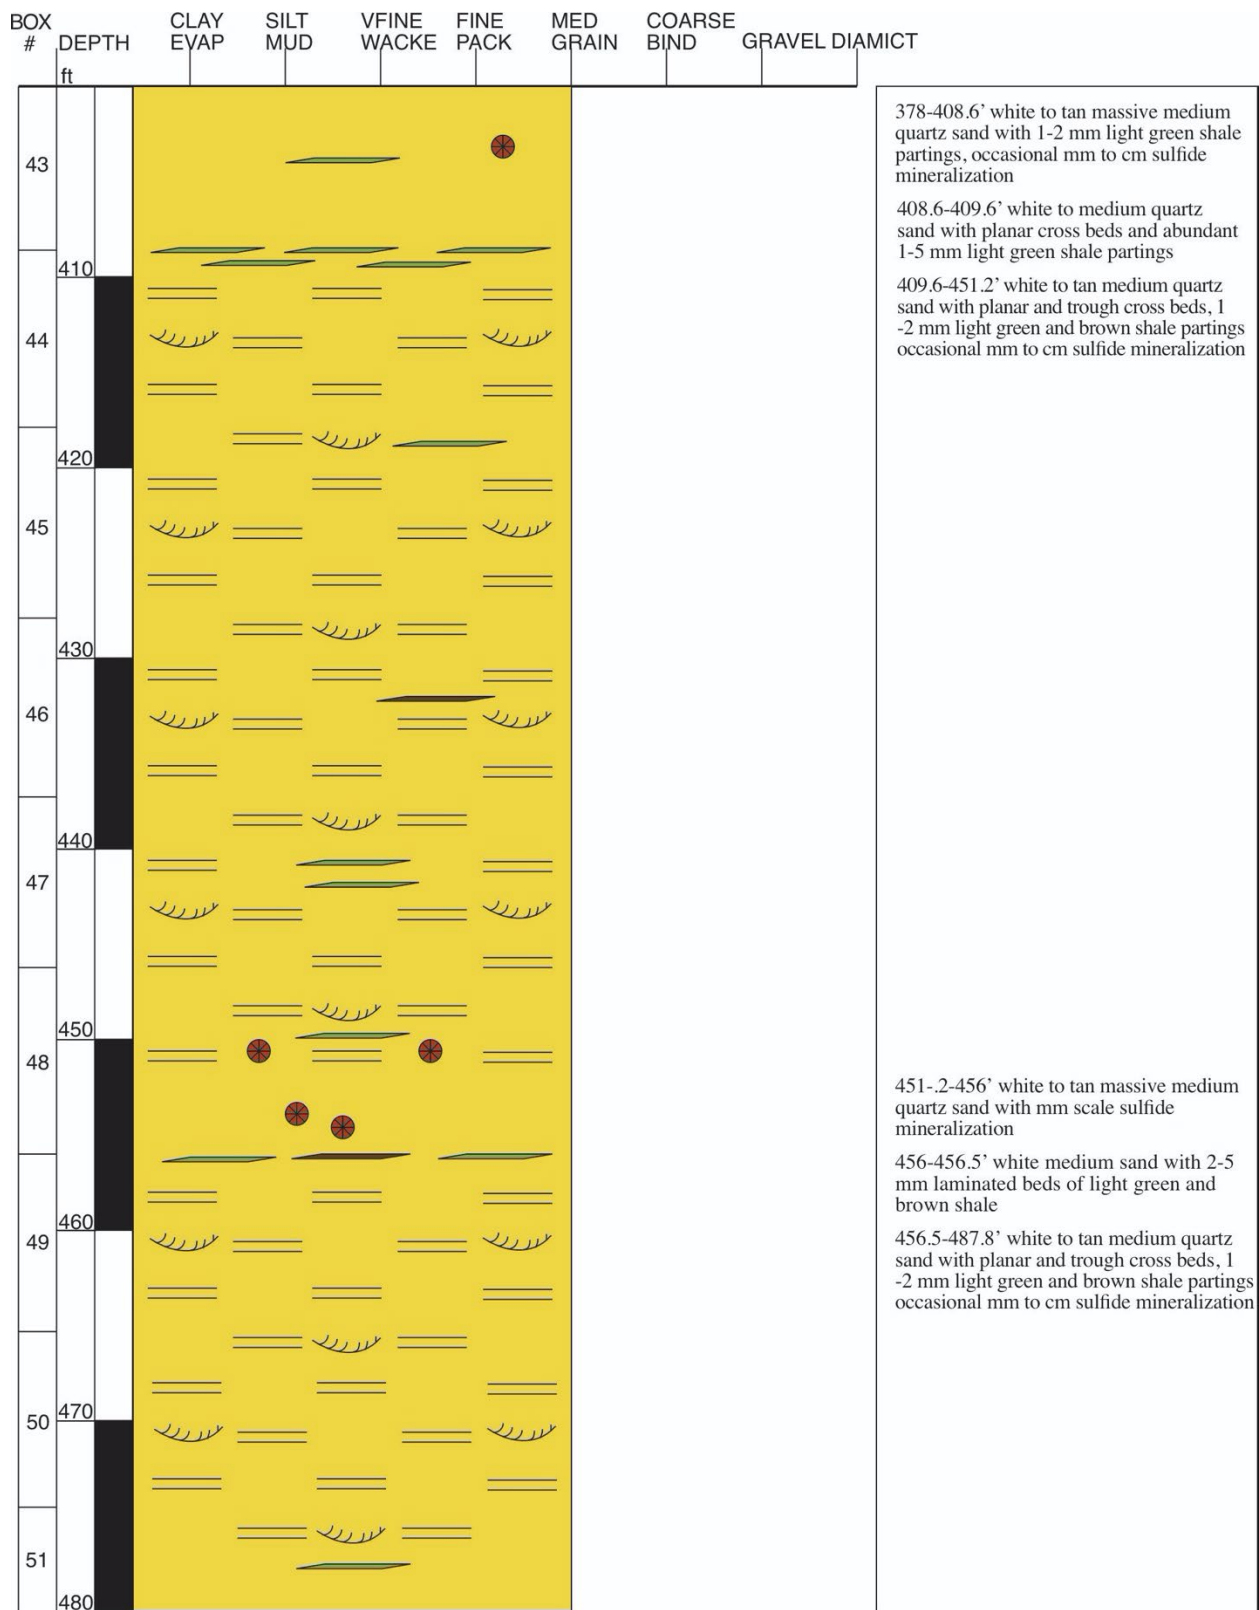 BOX CLAY SILT VFINE FINE MED COARSE
# DEPTH EVAP MUD WACKE PACK GRAIN BIND GRAVEL DIAMICT
ft
378-408.6’ white to tan massive medium
quartz sand with 1-2 mm light green shale
partings, occasional mm to cm sulfide
mineralization
43
408.6-409.6’ white to medium quartz
sand with planar cross beds and abundant
1-5 mm light green shale partings
410
409.6-451.2’ white to tan medium quartz
sand with planar and trough cross beds, 1
-2 mm light green and brown shale partings
occasional mm to cm sulfide mineralization
44
420
45
430
46
440
47
450
48
451-.2-456’ white to tan massive medium
quartz sand with mm scale sulfide
mineralization
456-456.5’ white medium sand with 2-5
mm laminated beds of light green and
brown shale
460
49
456.5-487.8’ white to tan medium quartz
sand with planar and trough cross beds, 1
-2 mm light green and brown shale partings
occasional mm to cm sulfide mineralization
470
50
51
480